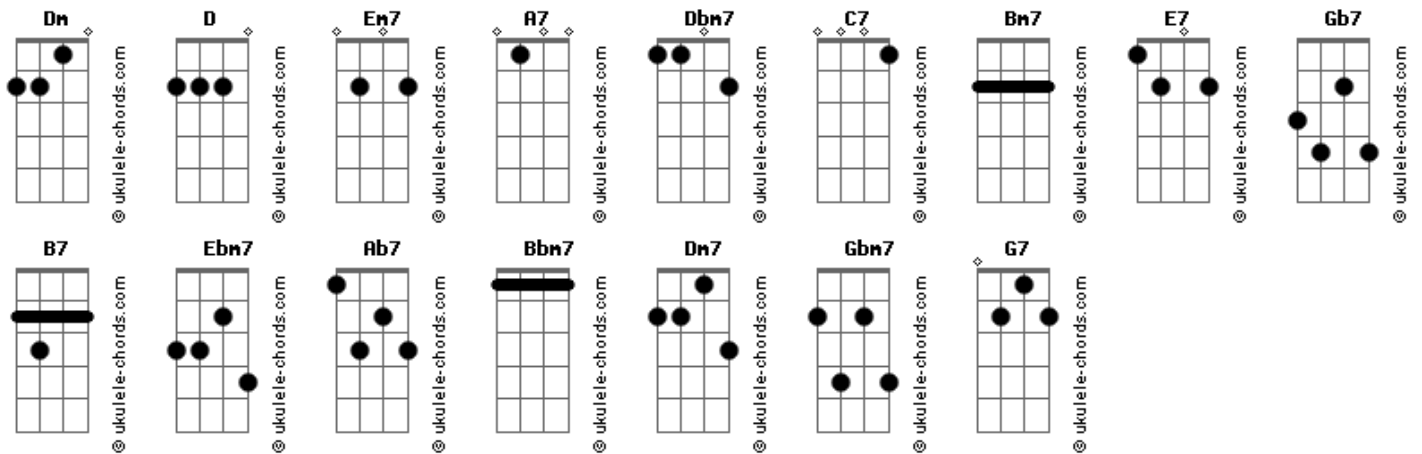 Dm D Em7 A7 Dbm7 C7 Bm7 E7 Gb7
© ukulele-chords.com © ukulele-chords.com © ukulele-chords.com © ukulele-chords.com © ukulele-chords.com © ukulele-chords.com © ukulele-chords.com © ukulele-chords.com © ukulele-chords.com
B7 Ebm7 Ab7 Bbm7 Dm7 Gbm7 G7
© ukulele-chords.com © ukulele-chords.com © ukulele-chords.com © ukulele-chords.com © ukulele-chords.com © ukulele-chords.com © ukulele-chords.com